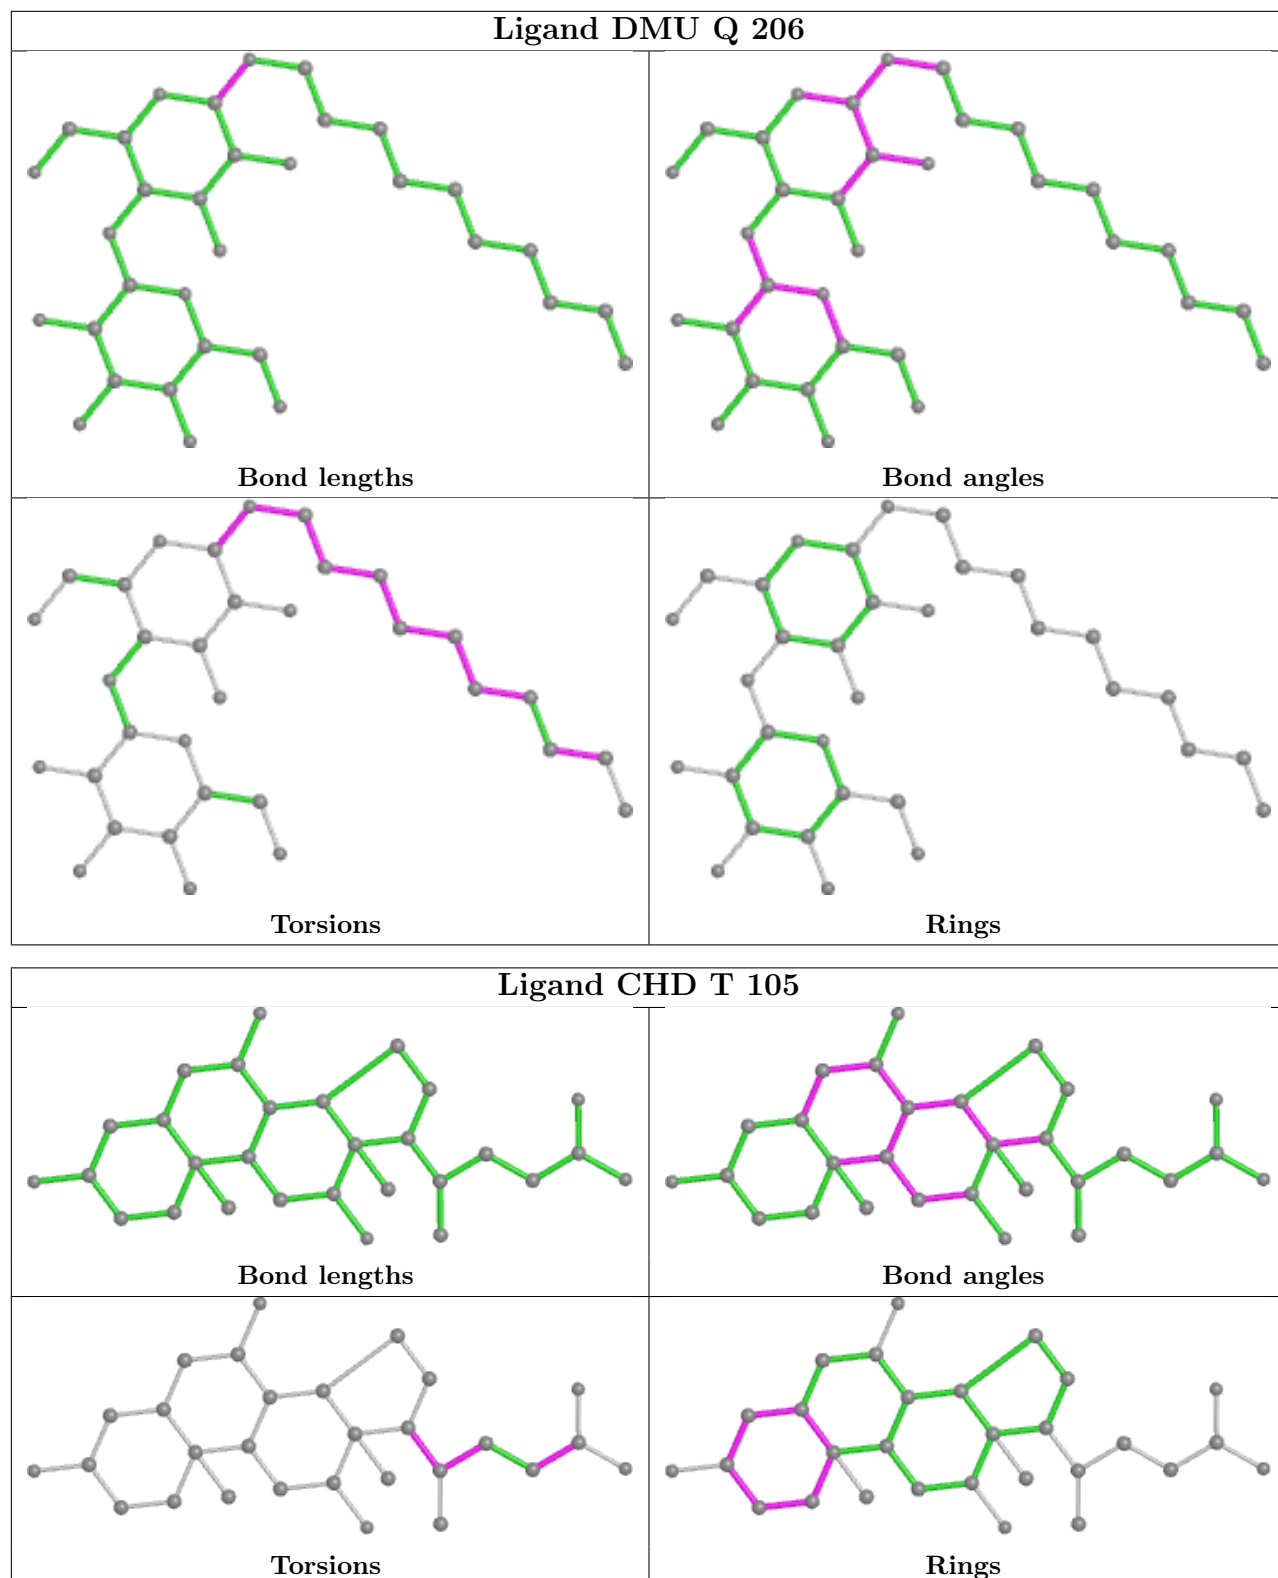 Ligand DMU Q 206
Bond lengths
Bond angles
Torsions
Rings
Ligand CHD T 105
Bond lengths
Bond angles
Torsions
Rings